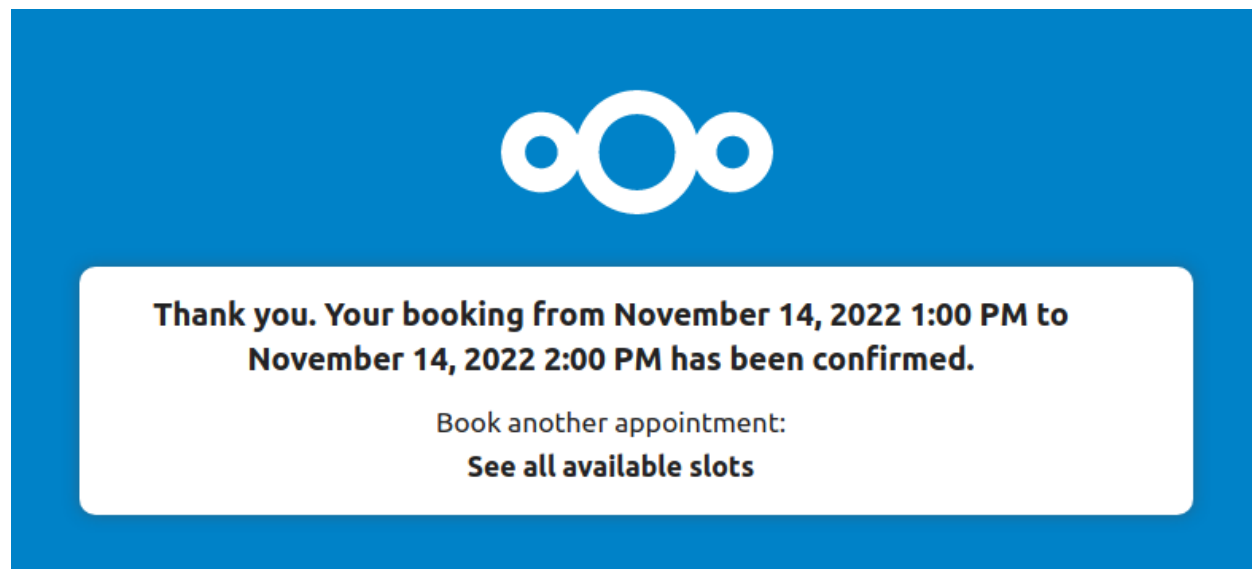 Thank you. Your booking from November 14, 2022 1:00 PM to
November 14, 2022 2:00 PM has been confirmed.
Book another appointment:
See all available slots